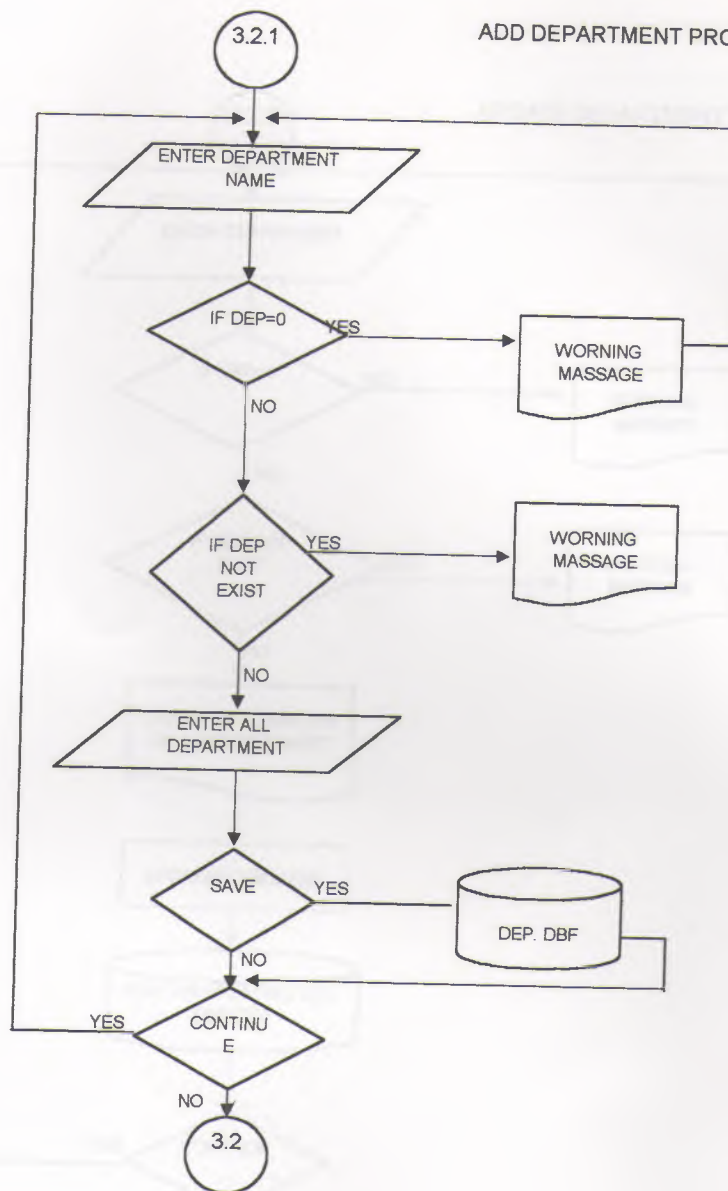 3.2.1
ADD DEPARTMENT PRO
ENTER DEPARTMENT
NAME
IF DEP=0
YES
WORNING
MASSAGE
NO
IF DEP
NOT
EXIST
YES
WORNING
MASSAGE
NO
ENTER ALL
DEPARTMENT
SAVE
YES
DEP. DBF
NO
YES
CONTINU
E
NO
3.2